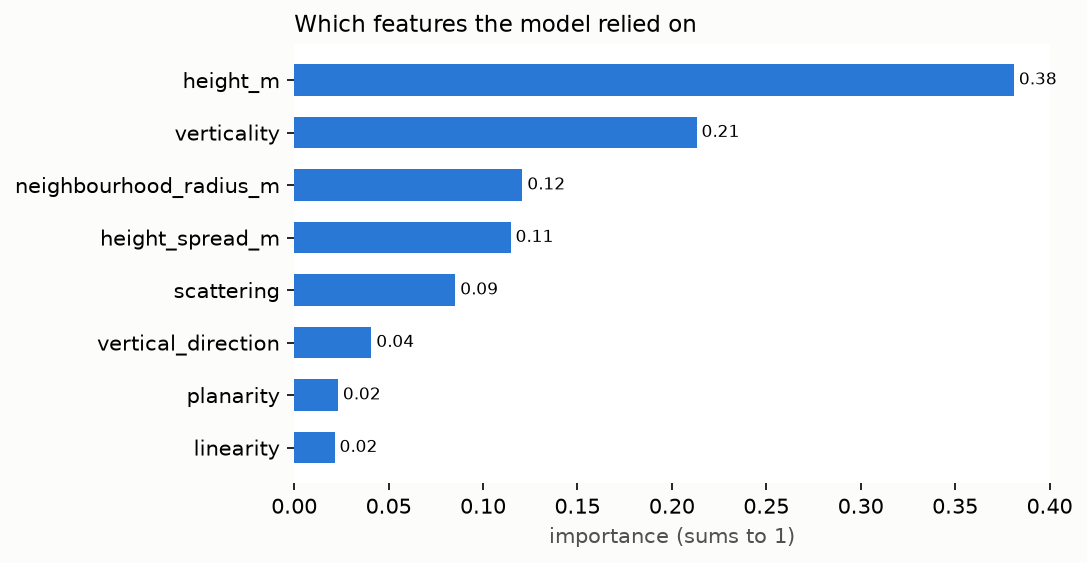 Which features the model relied on
height_m 0.38
verticality 0.21
neighbourhood_radius_m 0.12
height_spread_m 0.11
scattering 0.09
vertical_direction 0.04
planarity 0.02
linearity 0.02
0.00 0.05 0.10 0.15 0.20 0.25 0.30 0.35 0.40
importance (sums to 1)